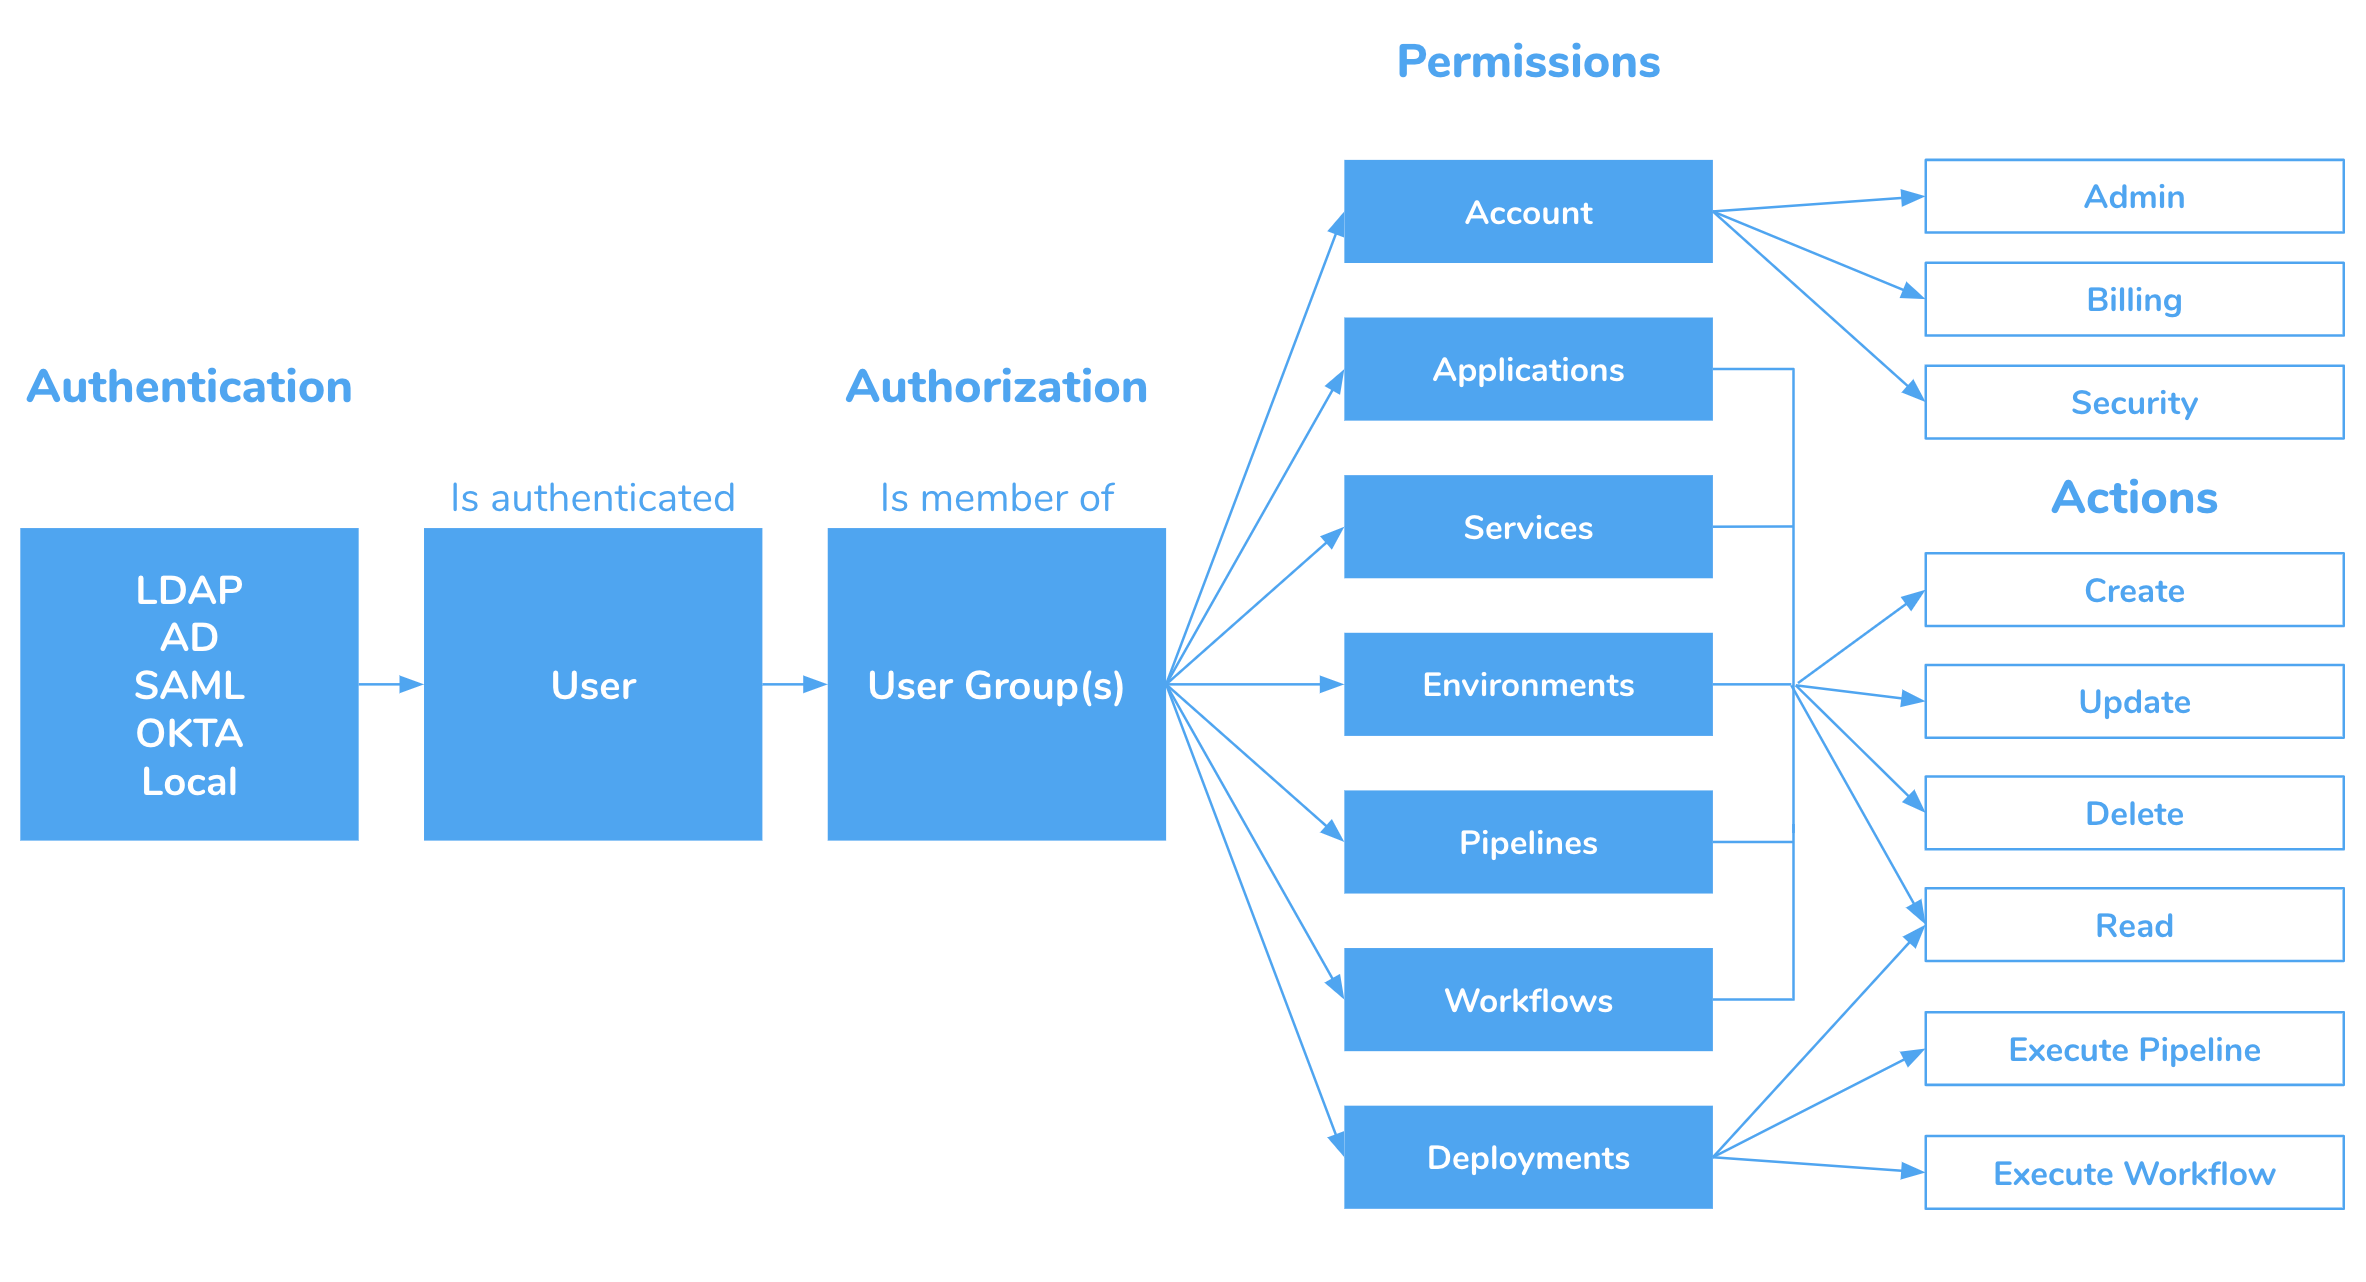 Authentication
LDAP
AD
SAML
OKTA
Local
Is authenticated
User
Authorization
Is member of
User Group(s)
Permissions
Account
Applications
Services
Environments
Pipelines
Workflows
Deployments
Admin
Billing
Security
Actions
Create
Update
Delete
Read
Execute Pipeline
Execute Workflow